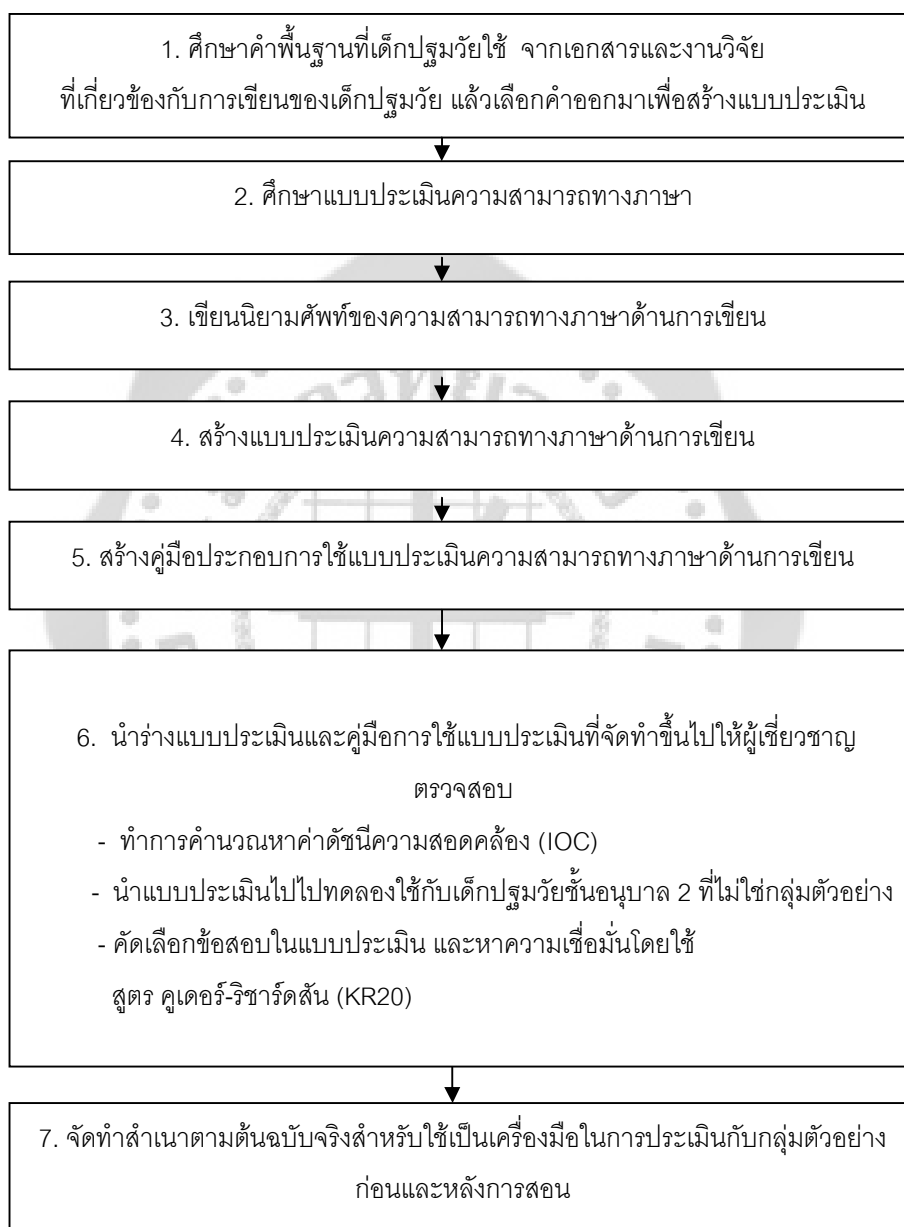 1. ศึกษาคำพื้นฐานที่เด็กปฐมวัยใช้ จากเอกสารและงานวิจัย
ที่เกี่ยวข้องกับการเขียนของเด็กปฐมวัย แล้วเลือกคำออกมาเพื่อสร้างแบบประเมิน
2. ศึกษาแบบประเมินความสามารถทางภาษา
3. เขียนนิยามศัพท์ของความสามารถทางภาษาด้านการเขียน
4. สร้างแบบประเมินความสามารถทางภาษาด้านการเขียน
5. สร้างคู่มือประกอบการใช้แบบประเมินความสามารถทางภาษาด้านการเขียน
6. นำร่างแบบประเมินและคู่มือการใช้แบบประเมินที่จัดทำขึ้นไปให้ผู้เชี่ยวชาญ
ตรวจสอบ
- ทำการคำนวณหาค่าดัชนีความสอดคล้อง (IOC)
- นำแบบประเมินไปไปทดลองใช้กับเด็กปฐมวัยชั้นอนุบาล 2 ที่ไม่ใช่กลุ่มตัวอย่าง
- คัดเลือกข้อสอบในแบบประเมิน และหาความเชื่อมั่นโดยใช้
สูตร คูเดอร์-ริชาร์ดสัน (KR20)
7. จัดทำสำเนาตามต้นฉบับจริงสำหรับใช้เป็นเครื่องมือในการประเมินกับกลุ่มตัวอย่าง
ก่อนและหลังการสอน